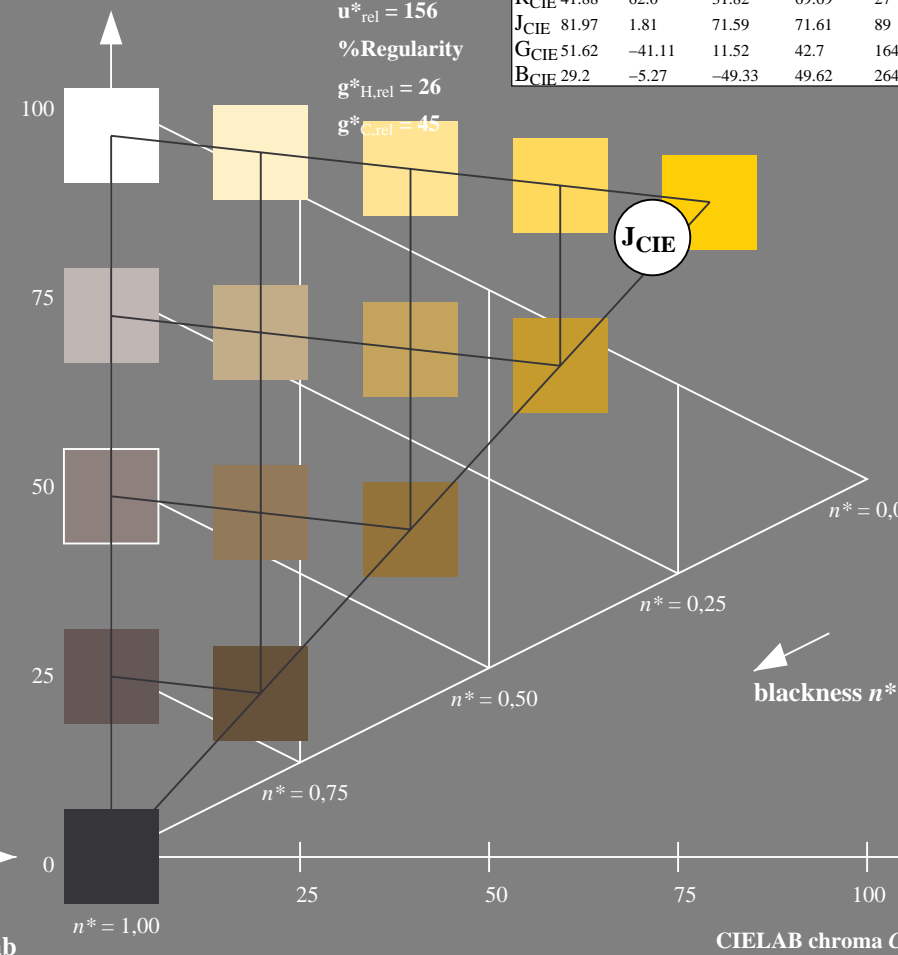 u*rel = 156
%Regularity
g*H,rel = 26
g*C,rel = 45
RCIE 41.88 62.6 31.82 69.69 27
JCIE 81.97 1.81 71.59 71.61 89
GCIE 51.62 −41.11 11.52 42.7 164
BCIE 29.2 −5.27 −49.33 49.62 264
100
75
50
25
0
JCIE
n* = 0,0
n* = 0,25
blackness n*
n* = 0,50
n* = 0,75
n* = 1,00
25 50 75 100
CIELAB chroma C